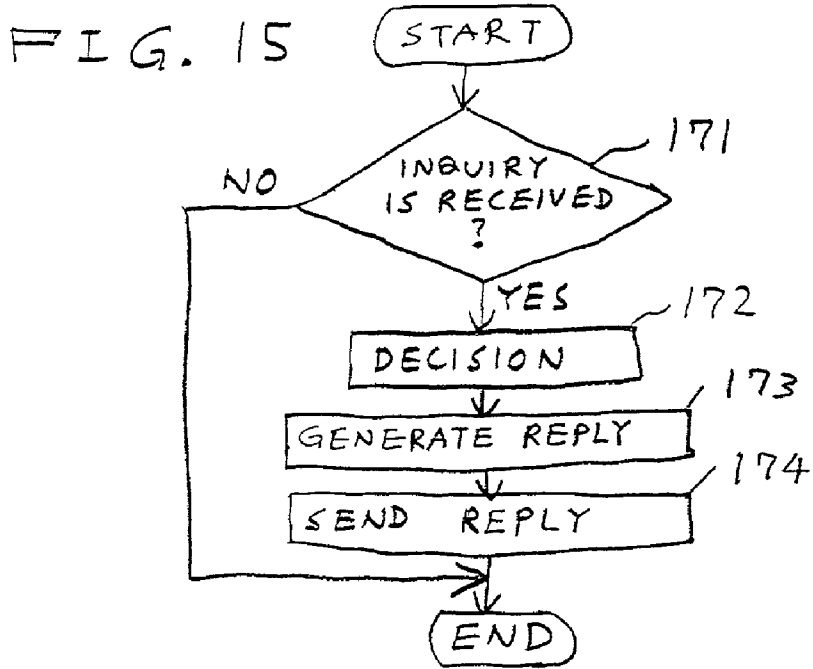 FIG. 15
START
171
INQUIRY
IS RECEIVED
?
NO
YES
172
DECISION
173
GENERATE REPLY
174
SEND REPLY
END